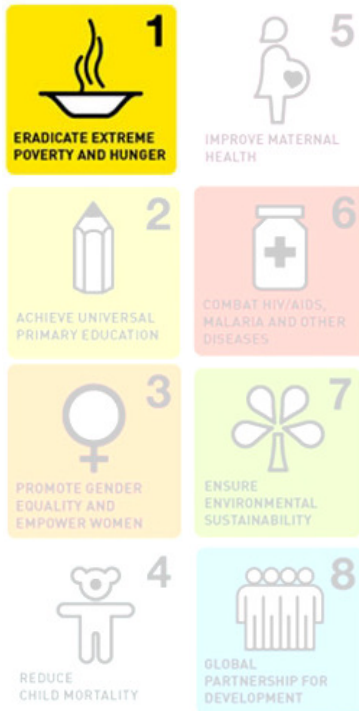 1
ERADICATE EXTREME
POVERTY AND HUNGER
2
ACHIEVE UNIVERSAL
PRIMARY EDUCATION
3
PROMOTE GENDER
EQUALITY AND
EMPOWER WOMEN
4
REDUCE
CHILD MORTALITY
5
IMPROVE MATERNAL
HEALTH
6
COMBAT HIV/AIDS,
MALARIA AND OTHER
DISEASES
7
ENSURE
ENVIRONMENTAL
SUSTAINABILITY
8
GLOBAL
PARTNERSHIP FOR
DEVELOPMENT